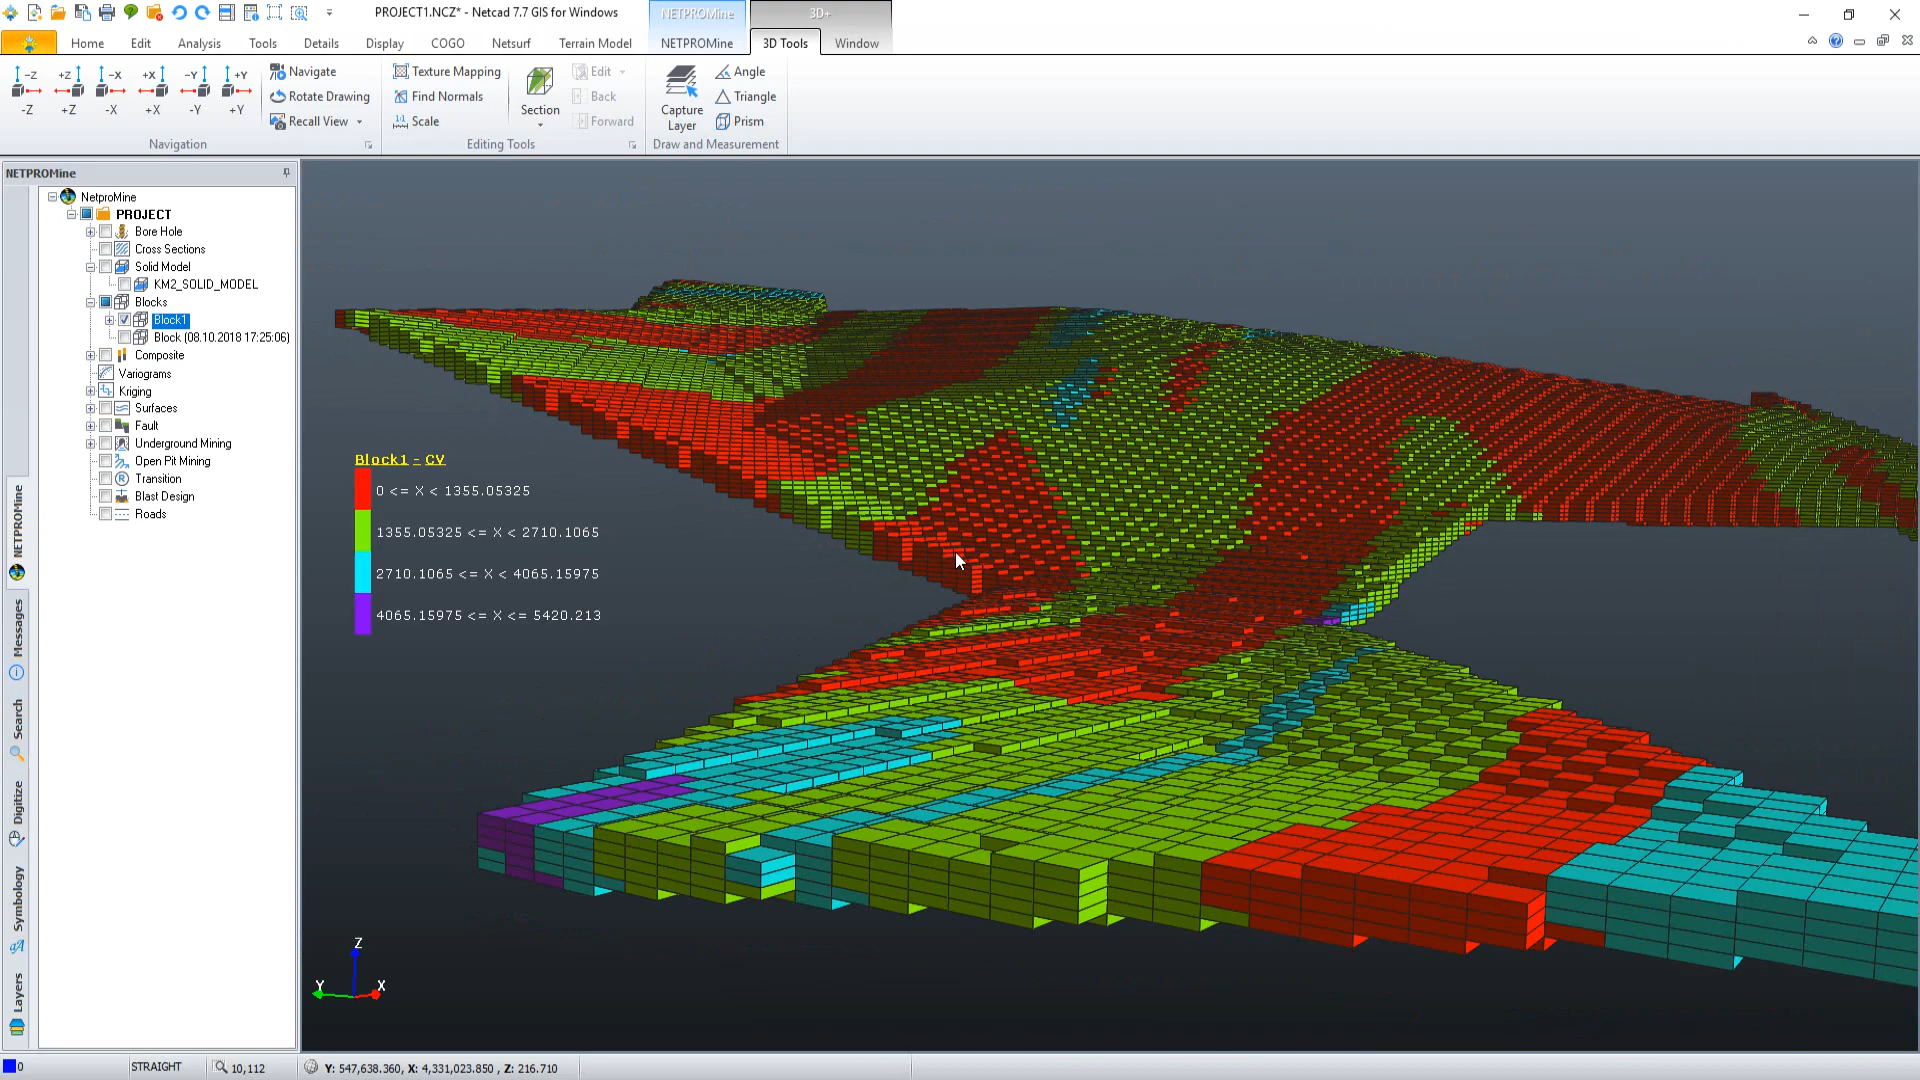 PROJECT1.NCZ* - Netcad 7.7 GIS for Windows
NETPROMine
3D+
Home
Edit
Analysis
Tools
Details
Display
COGO
Netsurf
Terrain Model
NETPROMine
3D Tools
Window
-Z
+Z
-X
+X
-Y
+Y
-Z
+Z
-X
+X
-Y
+Y
Navigate
Rotate Drawing
Recall View
Navigation
Texture Mapping
Find Normals
1:1 Scale
Section
Edit
Back
Forward
Editing Tools
Capture Layer
Angle
Triangle
Prism
Draw and Measurement
NETPROMine
NetproMine
PROJECT
Bore Hole
Cross Sections
Solid Model
KM2_SOLID_MODEL
Blocks
Block1
Block (08.10.2018 17:25:06)
Composite
Variograms
Kriging
Surfaces
Fault
Underground Mining
Open Pit Mining
Transition
Blast Design
Roads
NETPROMine
Messages
Search
Digitize
Symbology
Layers
Block1 - CV
0 <= X < 1355.05325
1355.05325 <= X < 2710.1065
2710.1065 <= X < 4065.15975
4065.15975 <= X <= 5420.213
Z
Y
X
0
STRAIGHT
10,112
Y: 547,638.360, X: 4,331,023.850 , Z: 216.710